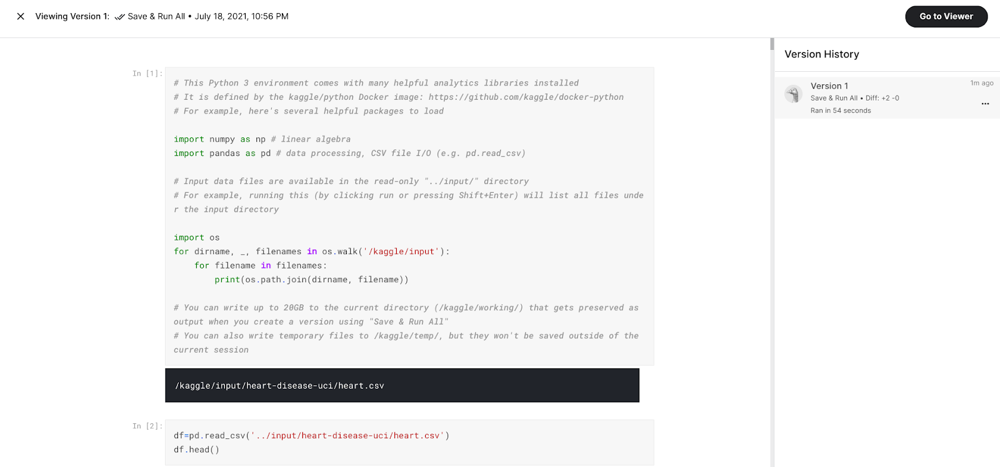 Viewing Version 1: Save & Run All • July 18, 2021, 10:56 PM
Go to Viewer
In [1]:
# This Python 3 environment comes with many helpful analytics libraries installed
# It is defined by the kaggle/python Docker image: https://github.com/kaggle/docker-python
# For example, here's several helpful packages to load
import numpy as np # linear algebra
import pandas as pd # data processing, CSV file I/O (e.g. pd.read_csv)
# Input data files are available in the read-only "../input/" directory
# For example, running this (by clicking run or pressing Shift+Enter) will list all files unde
r the input directory
import os
for dirname, _, filenames in os.walk('/kaggle/input'):
    for filename in filenames:
        print(os.path.join(dirname, filename))
# You can write up to 20GB to the current directory (/kaggle/working/) that gets preserved as
output when you create a version using "Save & Run All"
# You can also write temporary files to /kaggle/temp/, but they won't be saved outside of the
current session
/kaggle/input/heart-disease-uci/heart.csv
In [2]:
df=pd.read_csv('../input/heart-disease-uci/heart.csv')
df.head()
Version History
Version 1
1m ago
Save & Run All • Diff: +2 -0
Ran in 54 seconds